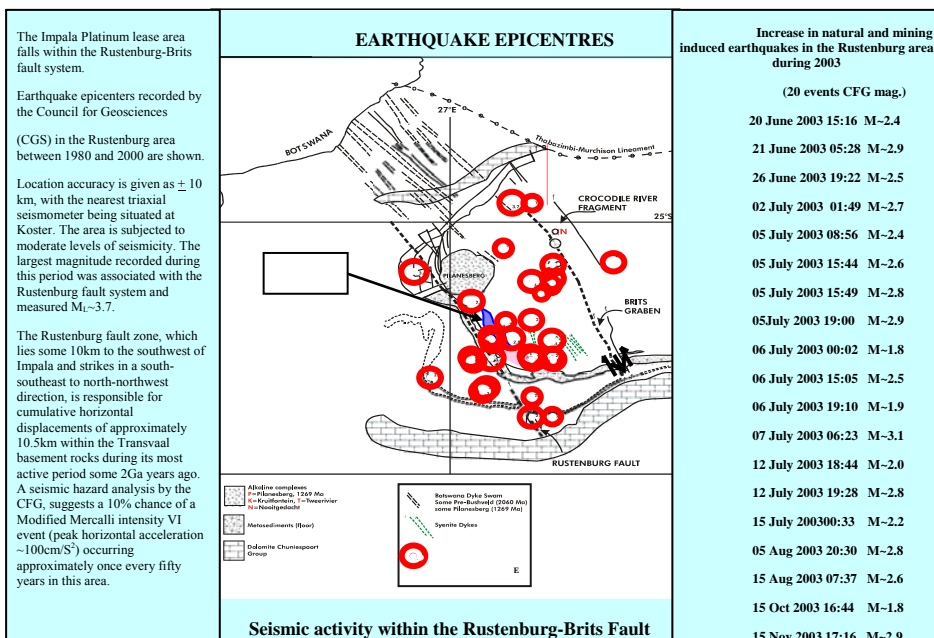 The Impala Platinum lease area
falls within the Rustenburg-Brits
fault system.
Earthquake epicenters recorded by
the Council for Geosciences
(CGS) in the Rustenburg area
between 1980 and 2000 are shown.
Location accuracy is given as ± 10
km, with the nearest triaxial
seismometer being situated at
Koster. The area is subjected to
moderate levels of seismicity. The
largest magnitude recorded during
this period was associated with the
Rustenburg fault system and
measured ML~3.7.
The Rustenburg fault zone, which
lies some 10km to the southwest of
Impala and strikes in a south-
southeast to north-northwest
direction, is responsible for
cumulative horizontal
displacements of approximately
10.5km within the Transvaal
basement rocks during its most
active period some 2Ga years ago.
A seismic hazard analysis by the
CFG, suggests a 10% chance of a
Modified Mercalli intensity VI
event (peak horizontal acceleration
~100cm/S²) occurring
approximately once every fifty
years in this area.
EARTHQUAKE EPICENTRES
27°E
BOTSWANA
Thabazimbi-Murchison Lineament
CROCODILE RIVER
FRAGMENT
25°S
N
PILANESBERG
BRITS
GRABEN
RUSTENBURG FAULT
Alkaline complexes
P=Pilanesberg, 1269 Ma
K=Kruitfontein, T=Tweerivier
N=Nooitgedacht
Metasediments (floor)
Dolomite Chuniespoort
Group
Botswana Dyke Swam
Some Pre-Bushveld (2060 Ma)
some Pilanesberg (1269 Ma)
Syenite Dykes
E
Seismic activity within the Rustenburg-Brits Fault
Increase in natural and mining
induced earthquakes in the Rustenburg area
during 2003
(20 events CFG mag.)
20 June 2003 15:16 M~2.4
21 June 2003 05:28 M~2.9
26 June 2003 19:22 M~2.5
02 July 2003 01:49 M~2.7
05 July 2003 08:56 M~2.4
05 July 2003 15:44 M~2.6
05 July 2003 15:49 M~2.8
05July 2003 19:00 M~2.9
06 July 2003 00:02 M~1.8
06 July 2003 15:05 M~2.5
06 July 2003 19:10 M~1.9
07 July 2003 06:23 M~3.1
12 July 2003 18:44 M~2.0
12 July 2003 19:28 M~2.8
15 July 200300:33 M~2.2
05 Aug 2003 20:30 M~2.8
15 Aug 2003 07:37 M~2.6
15 Oct 2003 16:44 M~1.8
15 Nov 2003 17:16 M~2.9